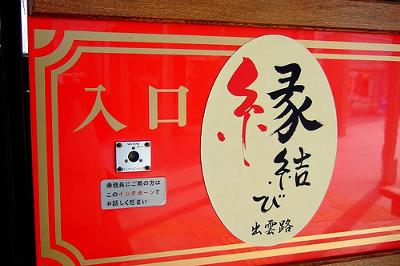 入口
縁結び
出雲路
乗務員にご用の方は
このインタホーンで
お話しください